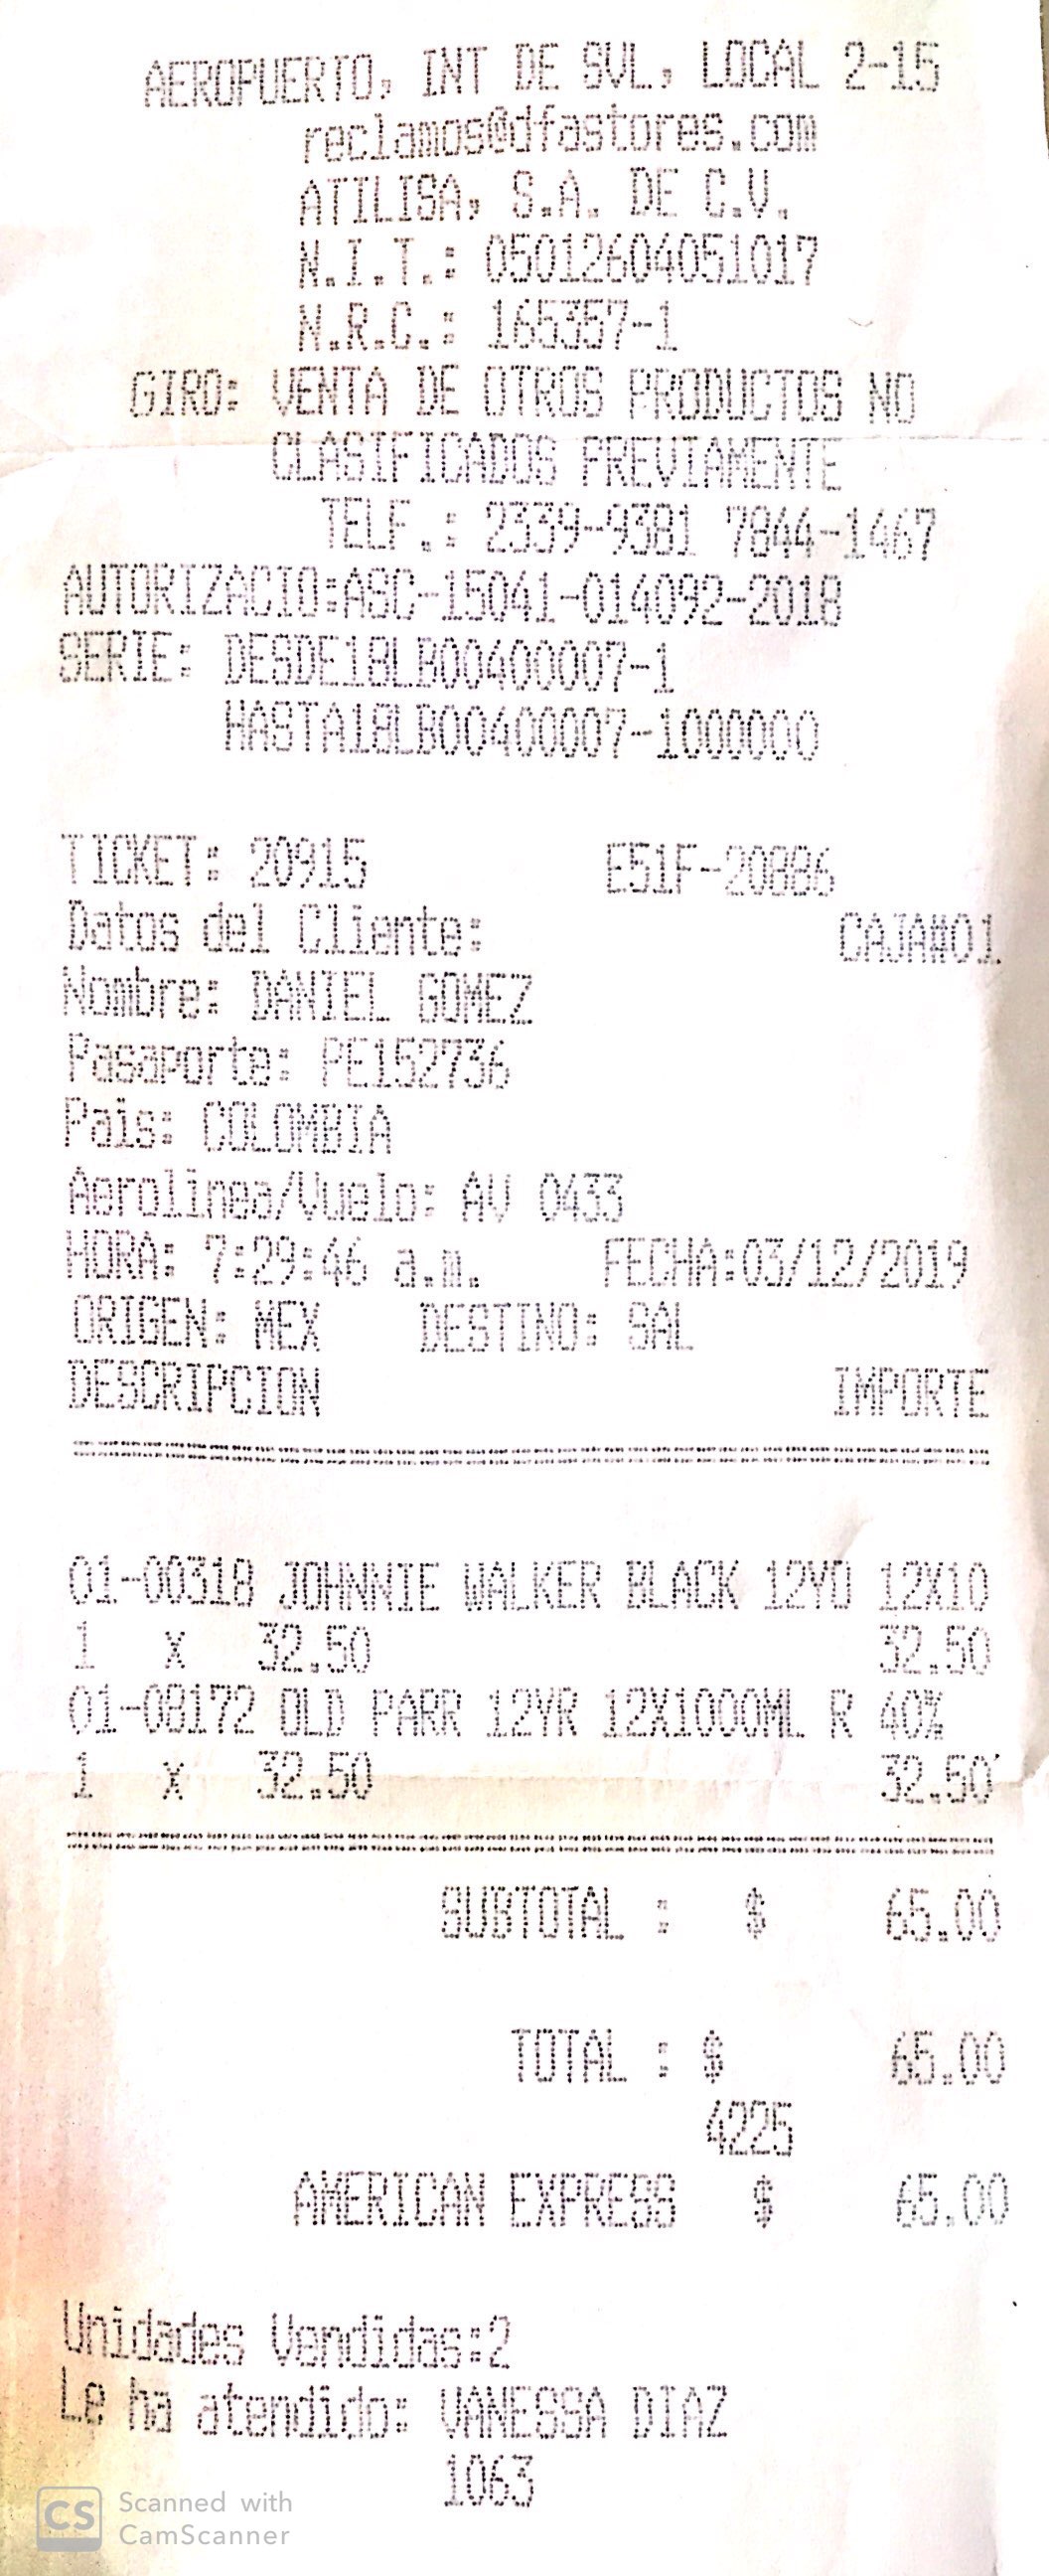 AEROPUERTO, INT DE SVL, LOCAL 2-15
reclamos@dfastores.com
ATILISA, S.A. DE C.V.
N.I.T.: 05012604051017
N.R.C.: 165357-1
GIRO: VENTA DE OTROS PRODUCTOS NO
CLASIFICADOS PREVIAMENTE
TELF.: 2339-9381 7844-1467
AUTORIZACIO:ASC-15041-014092-2018
SERIE: DESDE18LB00400007-1
HASTA18LB00400007-1000000
TICKET: 20915 E51F-20886
Datos del Cliente: CAJA#01
Nombre: DANIEL GOMEZ
Pasaporte: PE152736
Pais: COLOMBIA
Aerolinea/Vuelo: AV 0433
HORA: 7:29:46 a.m. FECHA:03/12/2019
ORIGEN: MEX DESTINO: SAL
DESCRIPCION IMPORTE
01-00318 JOHNNIE WALKER BLACK 12YO 12X10
1 x 32.50 32.50
01-08172 OLD PARR 12YR 12X1000ML R 40%
1 x 32.50 32.50
SUBTOTAL : $ 65.00
TOTAL : $ 65.00
4225
AMERICAN EXPRESS $ 65.00
Unidades Vendidas:2
Le ha atendido: VANESSA DIAZ
1063
CS Scanned with
CamScanner